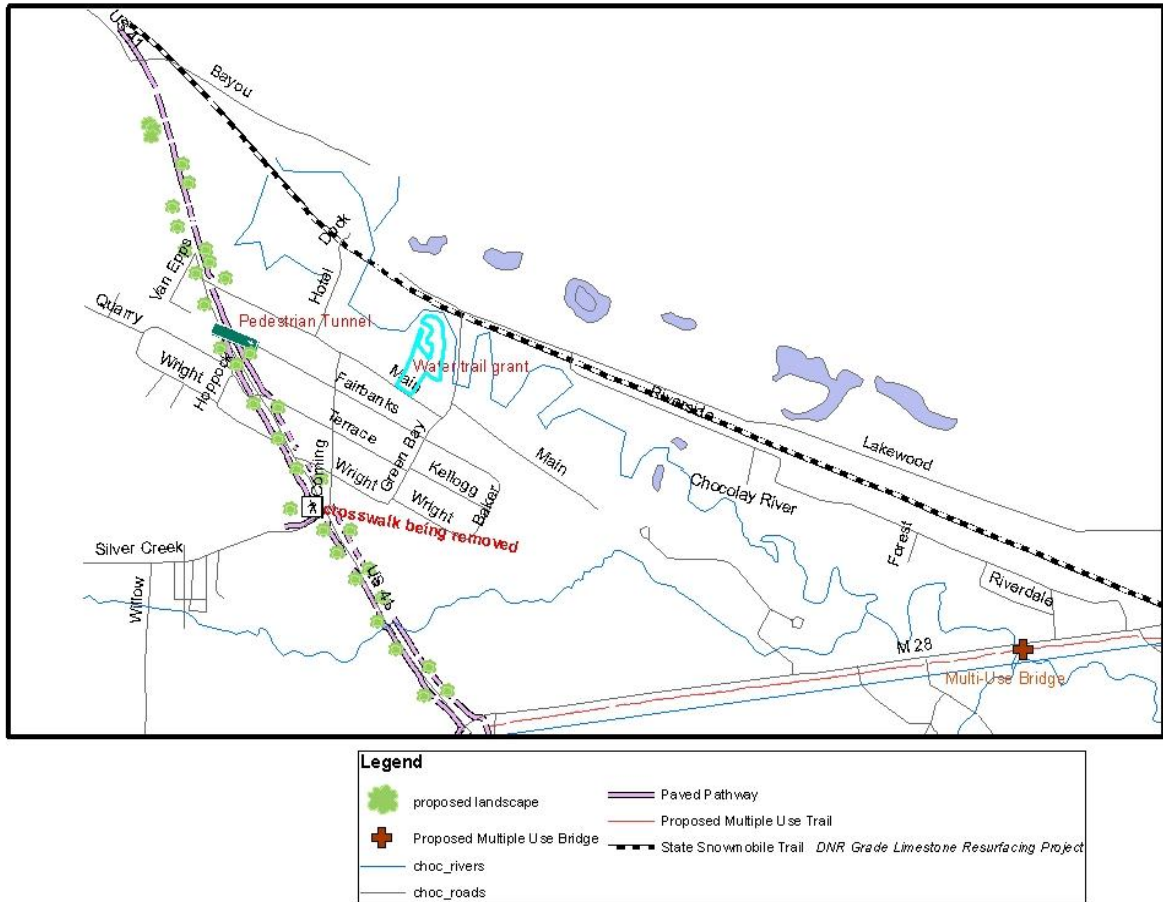 US 41
Bayou
Dock
Hotel
Van Epps
Quarry
Pedestrian Tunnel
Wright
Hoppock
Main
Water trail grant
Fairbanks
Terrace
Riverside
Lakewood
Corning
Wright
Green Bay
Kellogg
Main
Wright
Baker
Chocolay River
crosswalk being removed
Forest
Silver Creek
Willow
US 41
Riverdale
M 28
Multi-Use Bridge
Legend
proposed landscape
Proposed Multiple Use Bridge
choc_rivers
choc_roads
Paved Pathway
Proposed Multiple Use Trail
State Snowmobile Trail DNR Grade Limestone Resurfacing Project